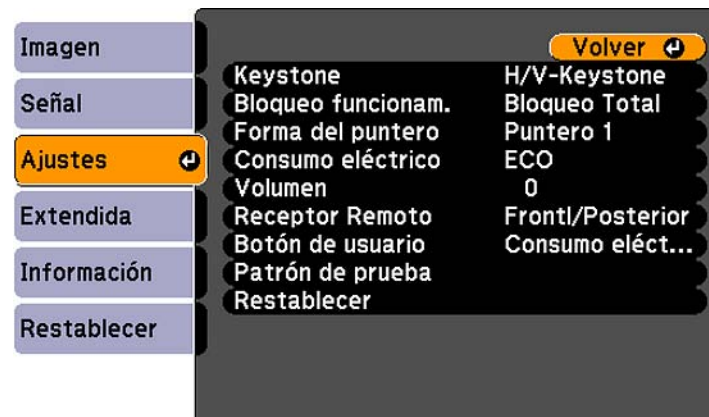 Imagen
Señal
Ajustes
Extendida
Información
Restablecer
Volver
Keystone H/V-Keystone
Bloqueo funcionam. Bloqueo Total
Forma del puntero Puntero 1
Consumo eléctrico ECO
Volumen 0
Receptor Remoto Frontl/Posterior
Botón de usuario Consumo eléct...
Patrón de prueba
Restablecer